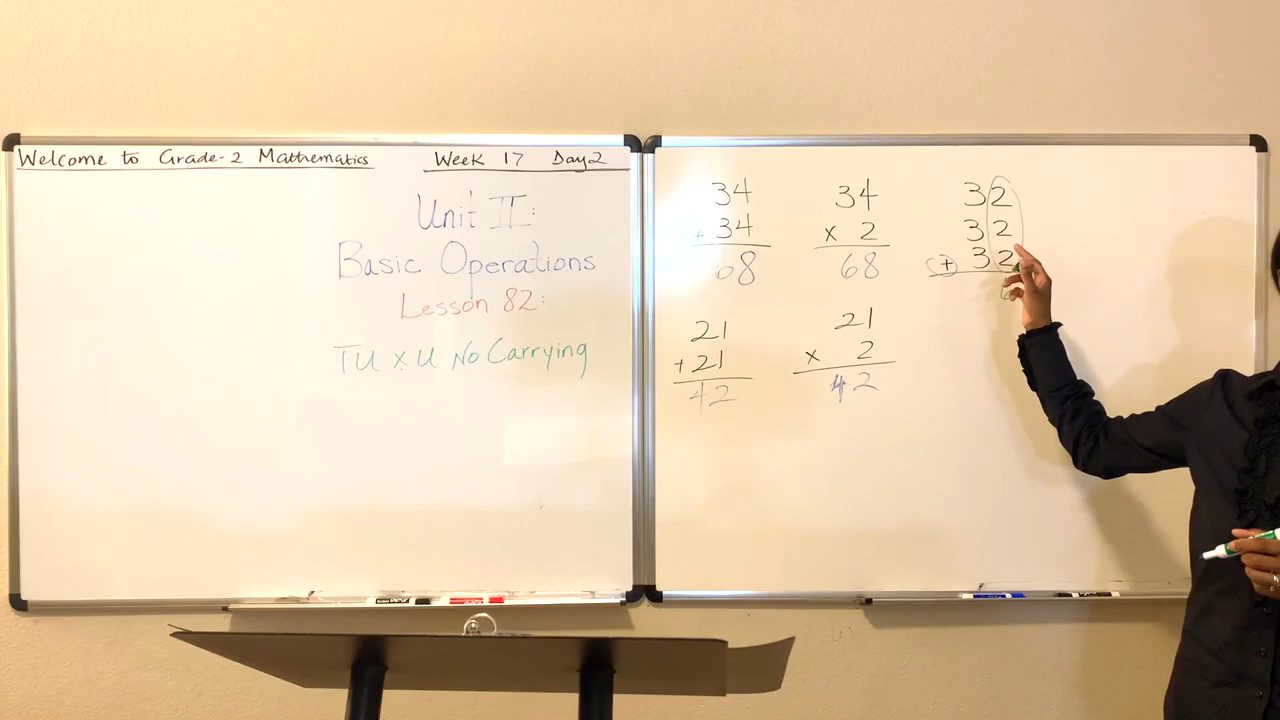 Welcome to Grade-2 Mathematics
Week 17 Day 2
Unit II:
Basic Operations
Lesson 82:
TU x U No Carrying
34
+ 34
68
34
x 2
68
32
32
+ 32
6
21
+ 21
42
21
x 2
42